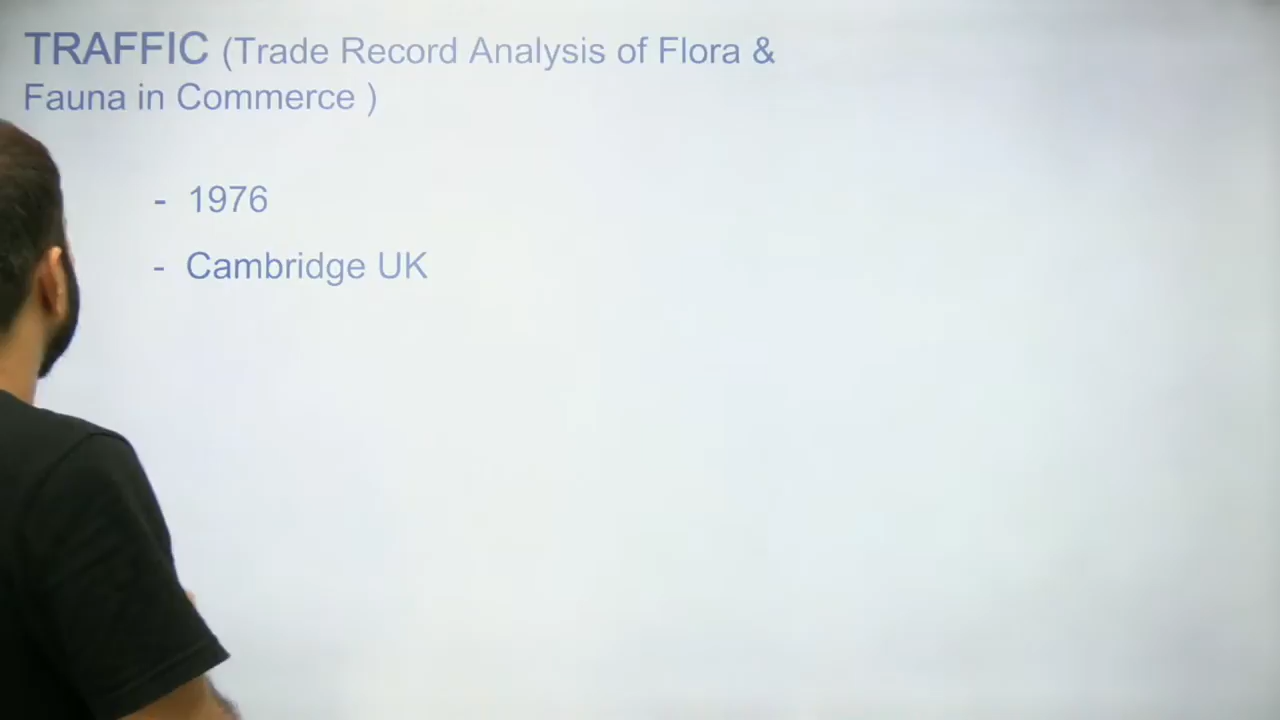 TRAFFIC (Trade Record Analysis of Flora &
Fauna in Commerce )
- 1976
- Cambridge UK